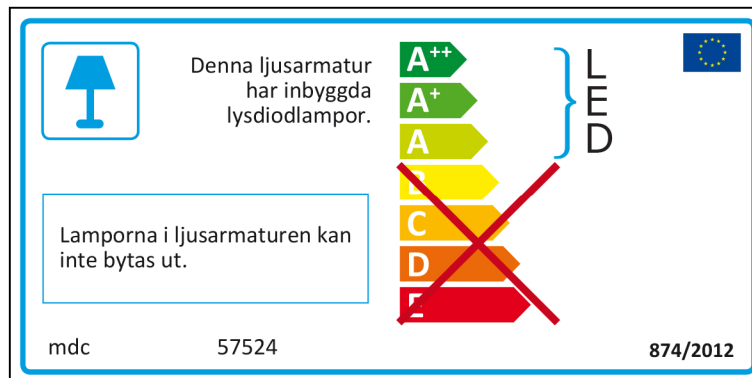 Denna ljusarmatur
har inbyggda
lysdiodlampor.
A++
A+
A
B
C
D
E
L
E
D
Lamporna i ljusarmaturen kan
inte bytas ut.
mdc 57524
874/2012